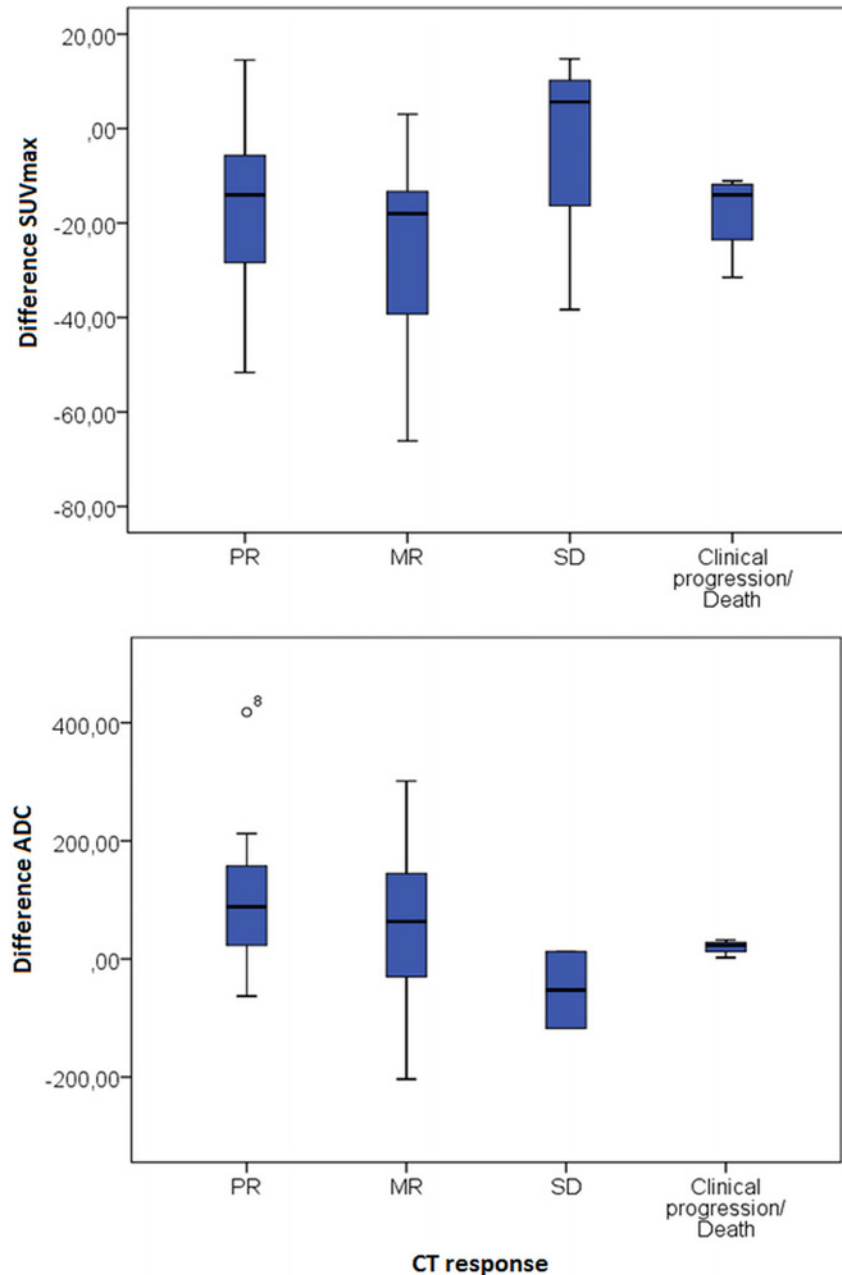 Difference SUVmax
20,00
,00
-20,00
-40,00
-60,00
-80,00
PR
MR
SD
Clinical
progression/
Death
Difference ADC
400,00
200,00
,00
-200,00
8
PR
MR
SD
Clinical
progression/
Death
CT response